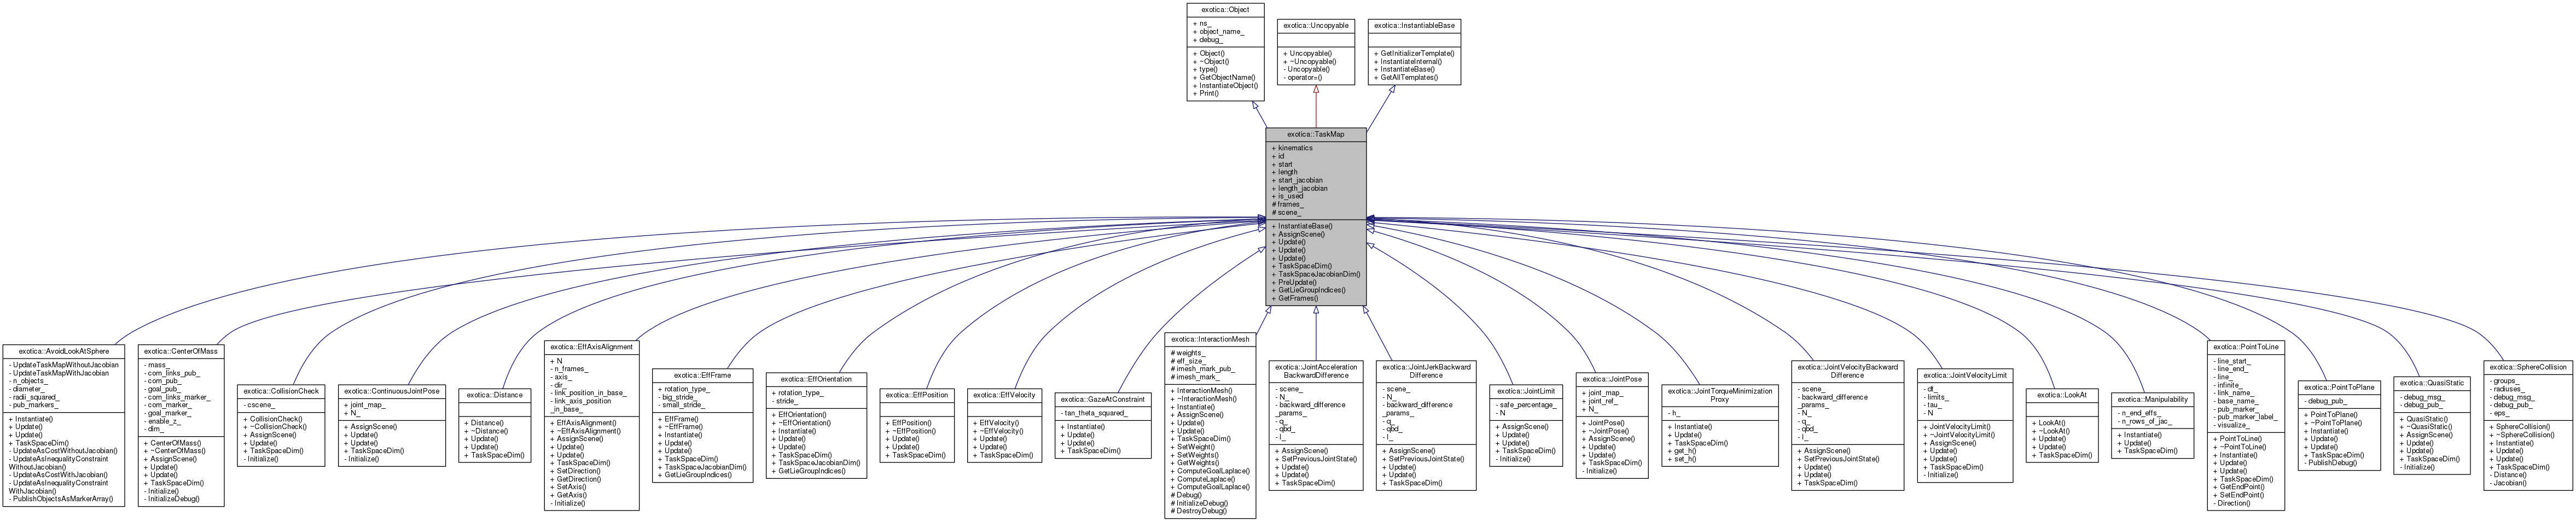 exotica::Object
+ ns_
+ object_name_
+ debug_
+ Object()
+ ~Object()
+ type()
+ GetObjectName()
+ InstantiateObject()
+ Print()
exotica::Uncopyable
+ Uncopyable()
+ ~Uncopyable()
- Uncopyable()
- operator=()
exotica::InstantiableBase
+ GetInitializerTemplate()
+ InstantiateInternal()
+ InstantiateBase()
+ GetAllTemplates()
exotica::TaskMap
+ kinematics
+ id
+ start
+ length
+ start_jacobian
+ length_jacobian
+ is_used
# frames_
# scene_
+ InstantiateBase()
+ AssignScene()
+ Update()
+ Update()
+ Update()
+ TaskSpaceDim()
+ TaskSpaceJacobianDim()
+ PreUpdate()
+ GetLieGroupIndices()
+ GetFrames()
exotica::AvoidLookAtSphere
- UpdateTaskMapWithoutJacobian
- UpdateTaskMapWithJacobian
- n_objects_
- diameter_
- radii_squared_
- pub_markers_
+ Instantiate()
+ Update()
+ Update()
+ TaskSpaceDim()
- UpdateAsCostWithoutJacobian()
- UpdateAsCostWithJacobian()
- UpdateAsInequalityConstraint
WithoutJacobian()
- UpdateAsInequalityConstraint
WithJacobian()
- PublishObjectsAsMarkerArray()
exotica::CenterOfMass
- mass_
- com_links_pub_
- com_pub_
- goal_pub_
- com_links_marker_
- com_marker_
- goal_marker_
- enable_z_
- dim_
+ CenterOfMass()
+ ~CenterOfMass()
+ AssignScene()
+ Update()
+ Update()
+ TaskSpaceDim()
- Initialize()
- InitializeDebug()
exotica::CollisionCheck
- cscene_
+ CollisionCheck()
+ ~CollisionCheck()
+ AssignScene()
+ Update()
+ TaskSpaceDim()
- Initialize()
exotica::ContinuousJointPose
+ joint_map_
+ N_
+ AssignScene()
+ Update()
+ Update()
+ TaskSpaceDim()
- Initialize()
exotica::Distance
+ Distance()
+ ~Distance()
+ Update()
+ Update()
+ TaskSpaceDim()
exotica::EffAxisAlignment
+ N
- n_frames_
- axis_
- dir_
- link_position_in_base_
- link_axis_position
_in_base_
+ EffAxisAlignment()
+ ~EffAxisAlignment()
+ AssignScene()
+ Update()
+ Update()
+ TaskSpaceDim()
+ SetDirection()
+ GetDirection()
+ SetAxis()
+ GetAxis()
- Initialize()
exotica::EffFrame
+ rotation_type_
- big_stride_
- small_stride_
+ EffFrame()
+ ~EffFrame()
+ Instantiate()
+ Update()
+ Update()
+ TaskSpaceDim()
+ TaskSpaceJacobianDim()
+ GetLieGroupIndices()
exotica::EffOrientation
+ rotation_type_
- stride_
+ EffOrientation()
+ ~EffOrientation()
+ Instantiate()
+ Update()
+ Update()
+ TaskSpaceDim()
+ TaskSpaceJacobianDim()
+ GetLieGroupIndices()
exotica::EffPosition
+ EffPosition()
+ ~EffPosition()
+ Update()
+ Update()
+ TaskSpaceDim()
exotica::EffVelocity
+ EffVelocity()
+ ~EffVelocity()
+ Update()
+ Update()
+ TaskSpaceDim()
exotica::GazeAtConstraint
- tan_theta_squared_
+ Instantiate()
+ Update()
+ Update()
+ TaskSpaceDim()
exotica::InteractionMesh
# weights_
# eff_size_
# imesh_mark_pub_
# imesh_mark_
+ InteractionMesh()
+ ~InteractionMesh()
+ Instantiate()
+ AssignScene()
+ Update()
+ Update()
+ TaskSpaceDim()
+ SetWeight()
+ SetWeights()
+ GetWeights()
+ ComputeGoalLaplace()
+ ComputeLaplace()
+ ComputeGoalLaplace()
# Debug()
# InitializeDebug()
# DestroyDebug()
exotica::JointAcceleration
BackwardDifference
- scene_
- N_
- backward_difference
_params_
- q_
- qbd_
- I_
+ AssignScene()
+ SetPreviousJointState()
+ Update()
+ Update()
+ TaskSpaceDim()
exotica::JointJerkBackward
Difference
- scene_
- N_
- backward_difference
_params_
- q_
- qbd_
- I_
+ AssignScene()
+ SetPreviousJointState()
+ Update()
+ Update()
+ TaskSpaceDim()
exotica::JointLimit
- safe_percentage_
- N
+ AssignScene()
+ Update()
+ Update()
+ TaskSpaceDim()
- Initialize()
exotica::JointPose
+ joint_map_
+ joint_ref_
+ N_
+ JointPose()
+ ~JointPose()
+ AssignScene()
+ Update()
+ Update()
+ TaskSpaceDim()
- Initialize()
exotica::JointTorqueMinimization
Proxy
- h_
+ Instantiate()
+ Update()
+ TaskSpaceDim()
+ get_h()
+ set_h()
exotica::JointVelocityBackward
Difference
- scene_
- backward_difference
_params_
- N_
- q_
- qbd_
- I_
+ AssignScene()
+ SetPreviousJointState()
+ Update()
+ Update()
+ TaskSpaceDim()
exotica::JointVelocityLimit
- dt_
- limits_
- tau_
- N
+ JointVelocityLimit()
+ ~JointVelocityLimit()
+ AssignScene()
+ Update()
+ Update()
+ TaskSpaceDim()
- Initialize()
exotica::LookAt
+ LookAt()
+ ~LookAt()
+ Update()
+ Update()
+ TaskSpaceDim()
exotica::Manipulability
- n_end_effs_
- n_rows_of_jac_
+ Instantiate()
+ Update()
+ TaskSpaceDim()
exotica::PointToLine
- line_start_
- line_end_
- line_
- infinite_
- link_name_
- base_name_
- pub_marker_
- pub_marker_label_
- visualize_
+ PointToLine()
+ ~PointToLine()
+ Instantiate()
+ Update()
+ Update()
+ TaskSpaceDim()
+ GetEndPoint()
+ SetEndPoint()
- Direction()
exotica::PointToPlane
- debug_pub_
+ PointToPlane()
+ ~PointToPlane()
+ Instantiate()
+ Update()
+ Update()
+ TaskSpaceDim()
- PublishDebug()
exotica::QuasiStatic
- debug_msg_
- debug_pub_
+ QuasiStatic()
+ ~QuasiStatic()
+ AssignScene()
+ Update()
+ Update()
+ TaskSpaceDim()
- Initialize()
exotica::SphereCollision
- groups_
- radiuses_
- debug_msg_
- debug_pub_
- eps_
+ SphereCollision()
+ ~SphereCollision()
+ Instantiate()
+ Update()
+ Update()
+ TaskSpaceDim()
- Distance()
- Jacobian()